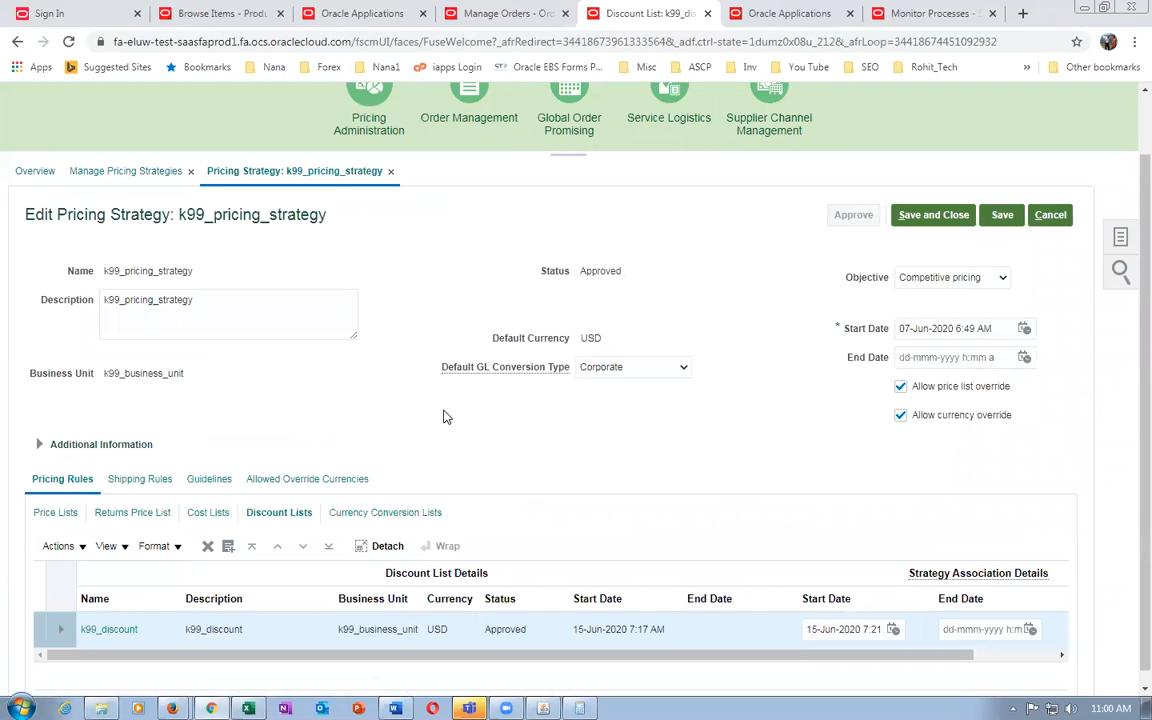 Sign In
Browse Items - Produ
Oracle Applications
Manage Orders - Orc
Discount List: k99_dis
Oracle Applications
Monitor Processes - S
fa-eluw-test-saasfaprod1.fa.ocs.oraclecloud.com/fscmUI/faces/FuseWelcome?_afrRedirect=344186739613335​64&_adf.ctrl-state=1dumz0x08u_212&_afrLoop=34418674451092932
Apps
Suggested Sites
Bookmarks
Nana
Forex
Nana1
iapps Login
Oracle EBS Forms P...
Misc
ASCP
Inv
You Tube
SEO
Rohit_Tech
»
Other bookmarks
Pricing Administration
Order Management
Global Order Promising
Service Logistics
Supplier Channel Management
Overview
Manage Pricing Strategies
Pricing Strategy: k99_pricing_strategy
Edit Pricing Strategy: k99_pricing_strategy
Approve
Save and Close
Save
Cancel
Name k99_pricing_strategy
Status Approved
Objective Competitive pricing
Description k99_pricing_strategy
* Start Date 07-Jun-2020 6:49 AM
Default Currency USD
End Date dd-mmm-yyyy h:mm a
Default GL Conversion Type Corporate
Business Unit k99_business_unit
Allow price list override
Allow currency override
Additional Information
Pricing Rules
Shipping Rules
Guidelines
Allowed Override Currencies
Price Lists
Returns Price List
Cost Lists
Discount Lists
Currency Conversion Lists
Actions
View
Format
Detach
Wrap
Discount List Details
Strategy Association Details
Name Description Business Unit Currency Status Start Date End Date Start Date End Date
k99_discount k99_discount k99_business_unit USD Approved 15-Jun-2020 7:17 AM 15-Jun-2020 7:21 dd-mmm-yyyy h:m
11:00 AM